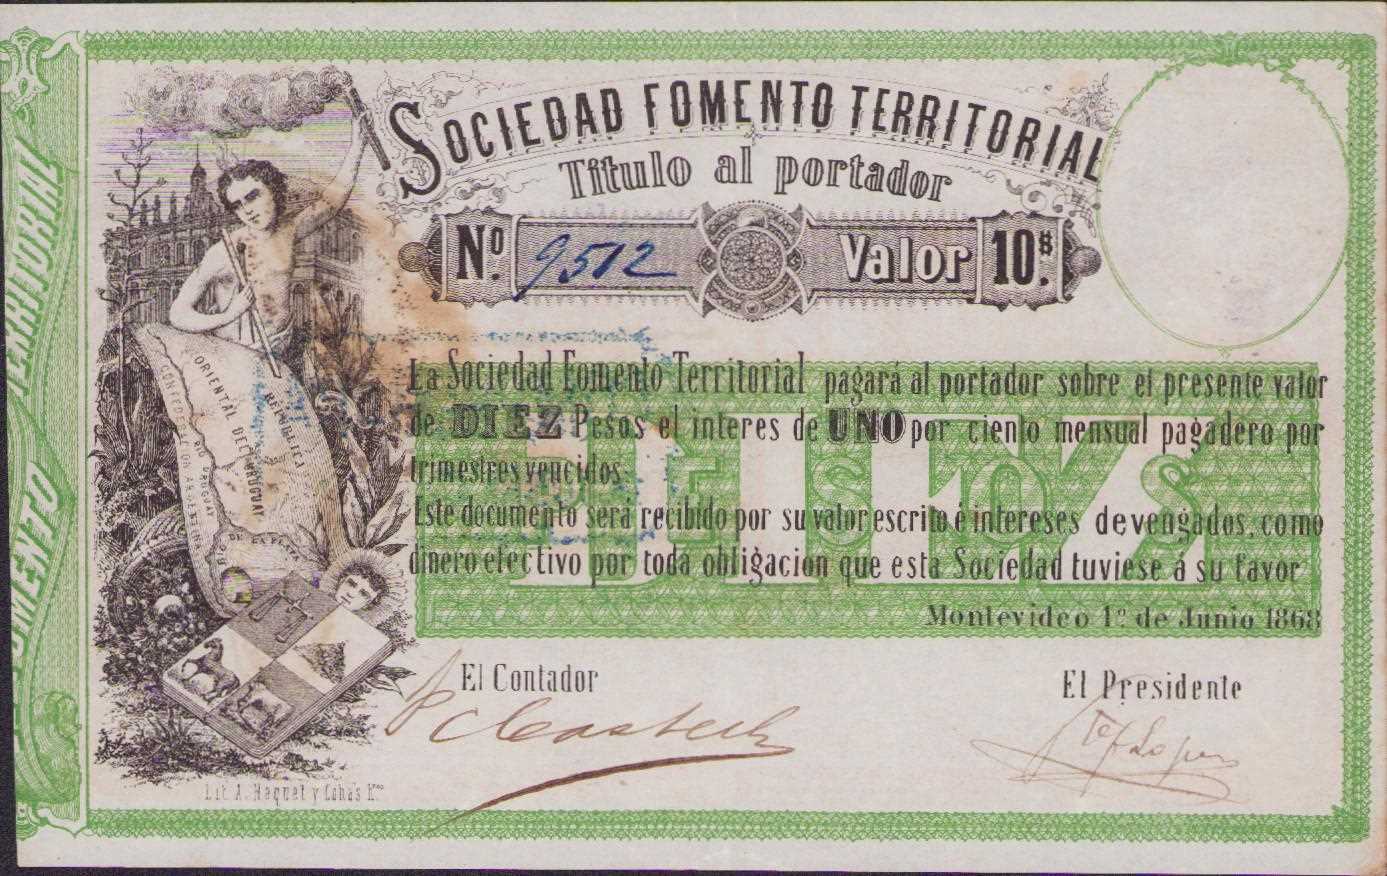 SOCIEDAD FOMENTO TERRITORIAL
Titulo al portador
Nº. 9512 Valor 10$.
La Sociedad Fomento Territorial pagará al portador sobre el presente valor
de DIEZ Pesos el interes de UNO por ciento mensual pagadero por
trimestres vencidos
Este documento será recibido por su valor escrito é intereses devengados, como
dinero efectivo por toda obligacion que esta Sociedad tuviese á su favor
Montevideo 1º de Junio 1868
DIEZ
PESOS
El Contador
El Presidente
REPUBLICA
ORIENTAL DEL URUGUAY
RIO URUGUAY
CONFEDERACION ARGENTINA
RIO DE LA PLATA
Lit. A. Hequet y Cohas Hnos
FOMENTO TERRITORIAL